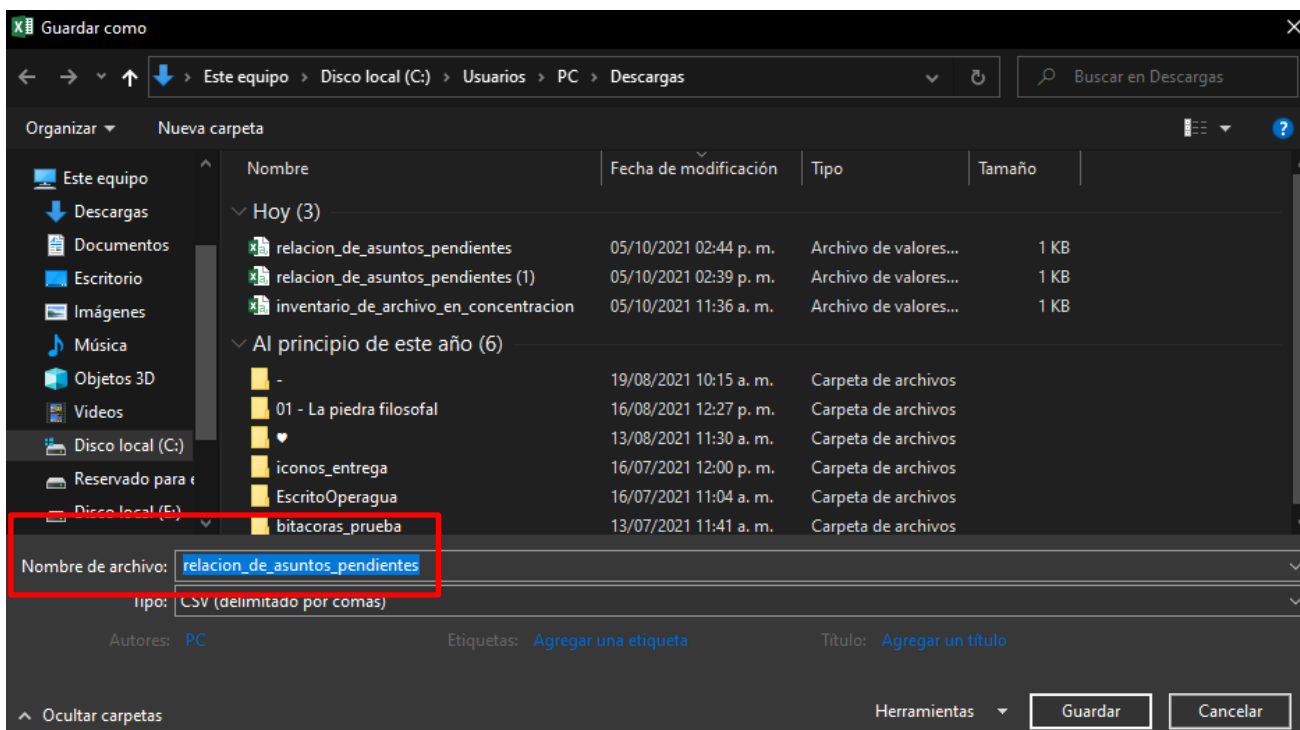 Guardar como
Este equipo > Disco local (C:) > Usuarios > PC > Descargas
Buscar en Descargas
Organizar
Nueva carpeta
Este equipo
Descargas
Documentos
Escritorio
Imágenes
Música
Objetos 3D
Videos
Disco local (C:)
Reservado para e
Disco local (E:)
Nombre Fecha de modificación Tipo Tamaño
Hoy (3)
relacion_de_asuntos_pendientes 05/10/2021 02:44 p. m. Archivo de valores... 1 KB
relacion_de_asuntos_pendientes (1) 05/10/2021 02:39 p. m. Archivo de valores... 1 KB
inventario_de_archivo_en_concentracion 05/10/2021 11:36 a. m. Archivo de valores... 1 KB
Al principio de este año (6)
- 19/08/2021 10:15 a. m. Carpeta de archivos
01 - La piedra filosofal 16/08/2021 12:27 p. m. Carpeta de archivos
♥ 13/08/2021 11:30 a. m. Carpeta de archivos
iconos_entrega 16/07/2021 12:00 p. m. Carpeta de archivos
EscritoOperagua 16/07/2021 11:04 a. m. Carpeta de archivos
bitacoras_prueba 13/07/2021 11:41 a. m. Carpeta de archivos
Nombre de archivo: relacion_de_asuntos_pendientes
Tipo: CSV (delimitado por comas)
Autores: PC Etiquetas: Agregar una etiqueta Título: Agregar un título
Ocultar carpetas
Herramientas
Guardar
Cancelar